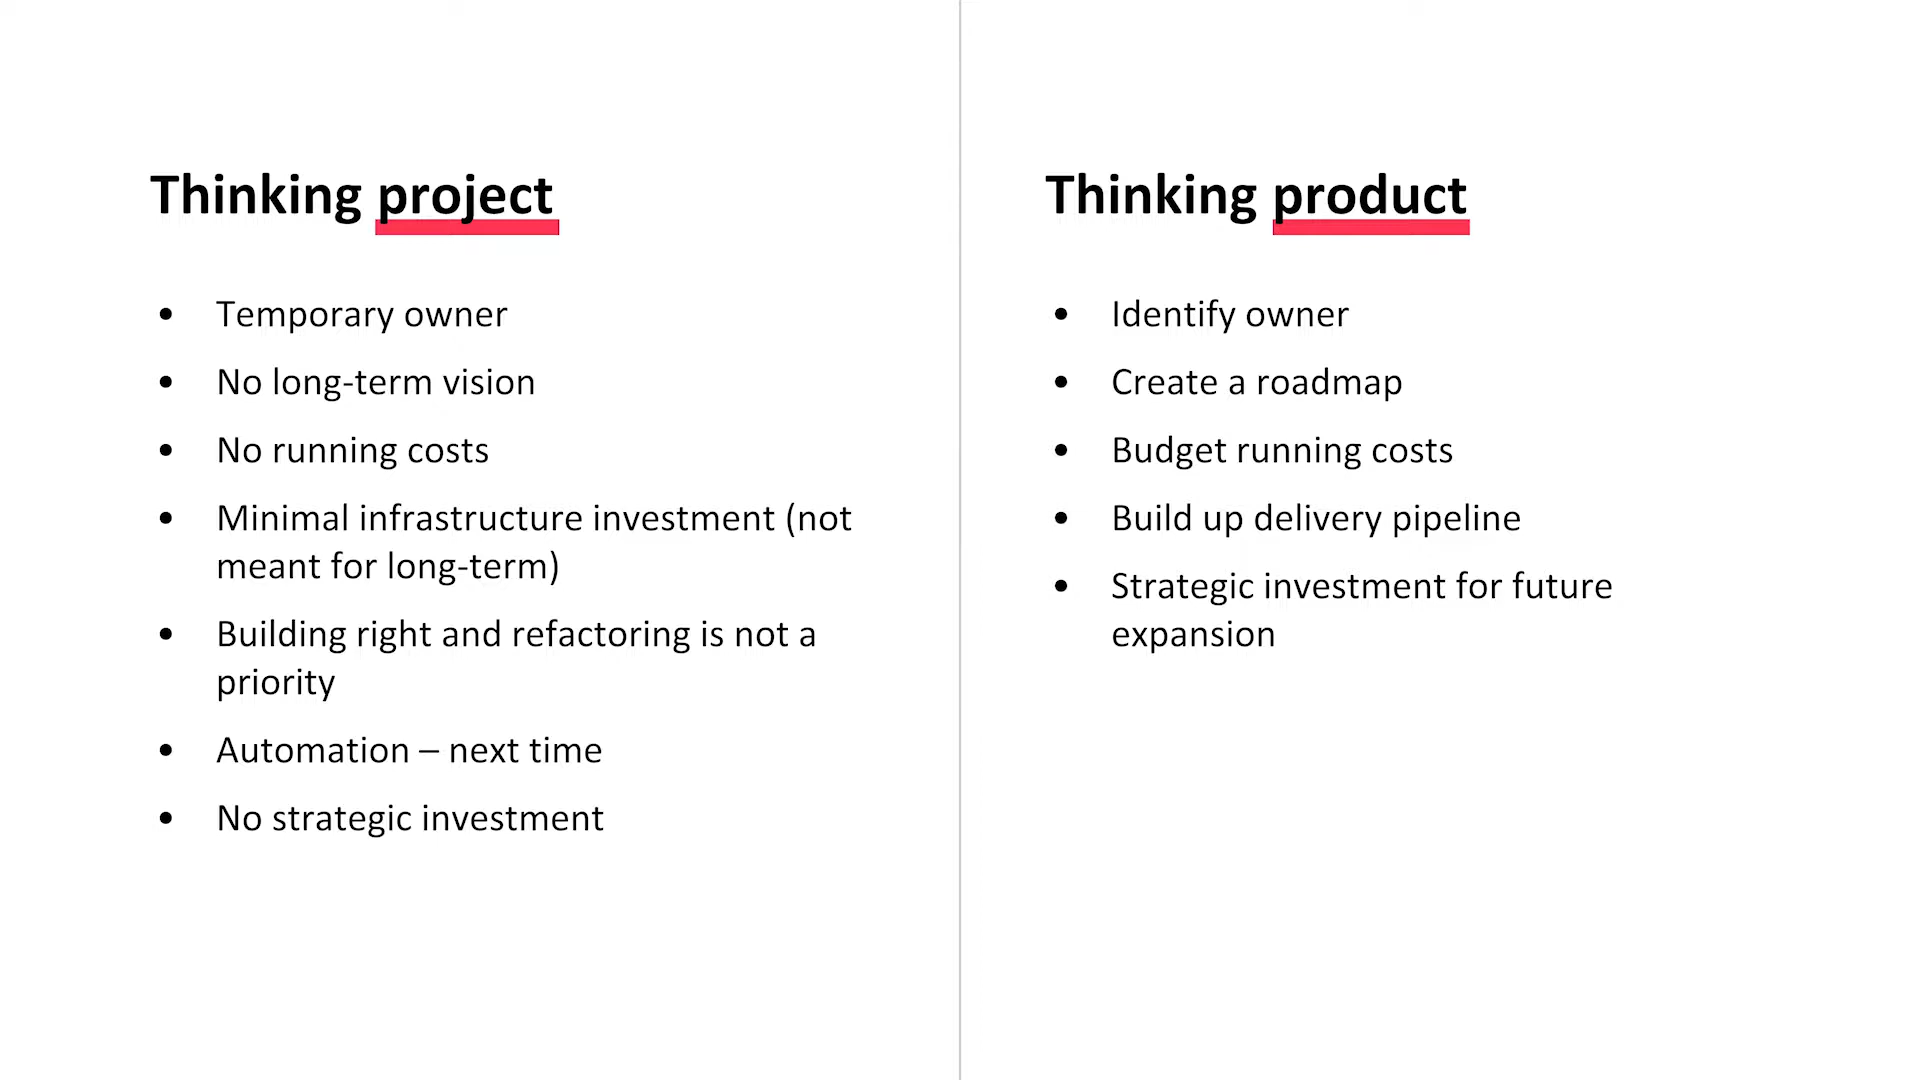 Thinking project
• Temporary owner
• No long-term vision
• No running costs
• Minimal infrastructure investment (not
meant for long-term)
• Building right and refactoring is not a
priority
• Automation – next time
• No strategic investment
Thinking product
• Identify owner
• Create a roadmap
• Budget running costs
• Build up delivery pipeline
• Strategic investment for future
expansion